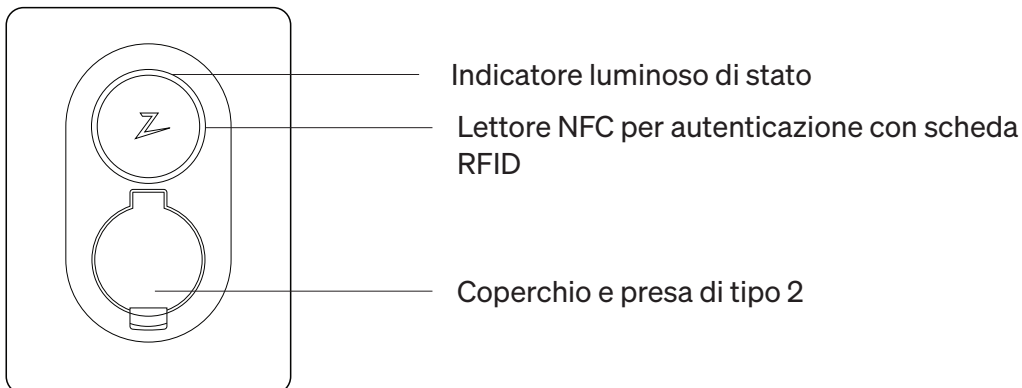 Indicatore luminoso di stato
Lettore NFC per autenticazione con scheda
RFID
Coperchio e presa di tipo 2